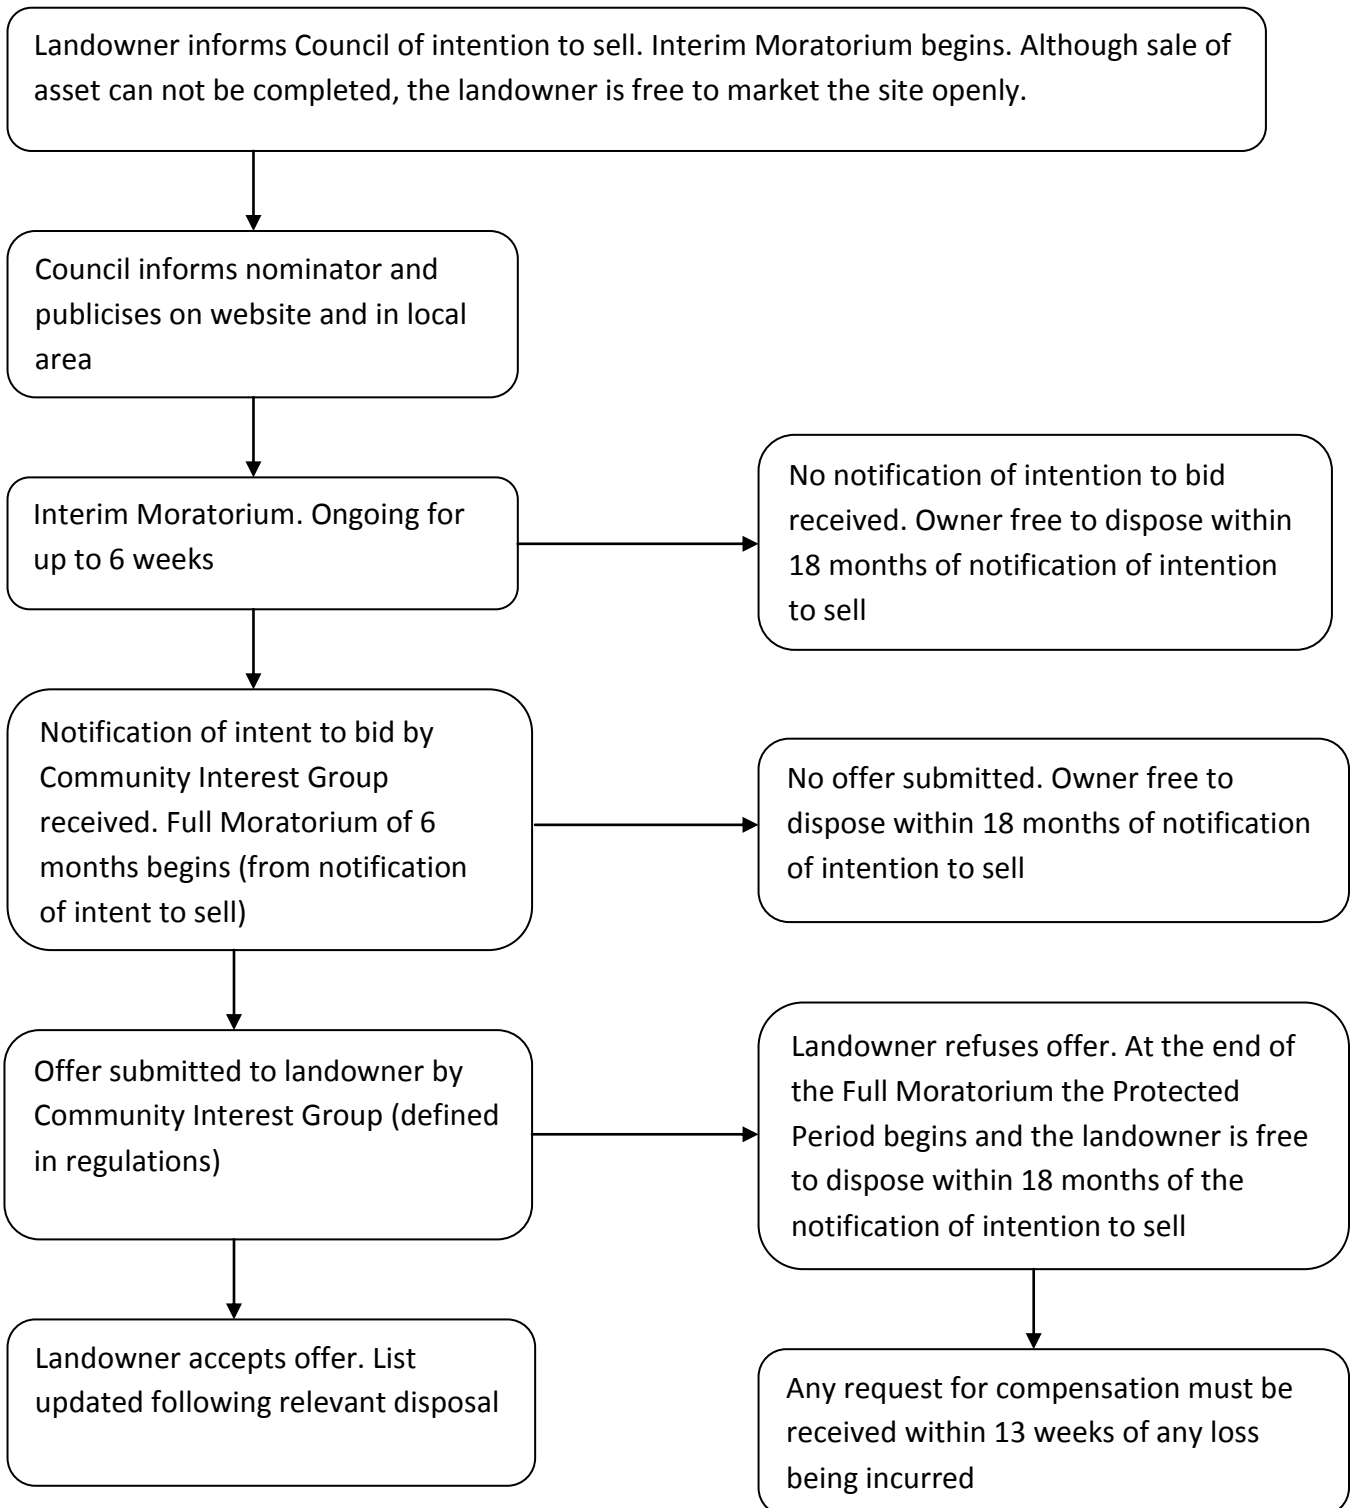 Landowner informs Council of intention to sell. Interim Moratorium begins. Although sale of
asset can not be completed, the landowner is free to market the site openly.
Council informs nominator and
publicises on website and in local
area
Interim Moratorium. Ongoing for
up to 6 weeks
No notification of intention to bid
received. Owner free to dispose within
18 months of notification of intention
to sell
Notification of intent to bid by
Community Interest Group
received. Full Moratorium of 6
months begins (from notification
of intent to sell)
No offer submitted. Owner free to
dispose within 18 months of notification
of intention to sell
Offer submitted to landowner by
Community Interest Group (defined
in regulations)
Landowner refuses offer. At the end of
the Full Moratorium the Protected
Period begins and the landowner is free
to dispose within 18 months of the
notification of intention to sell
Landowner accepts offer. List
updated following relevant disposal
Any request for compensation must be
received within 13 weeks of any loss
being incurred